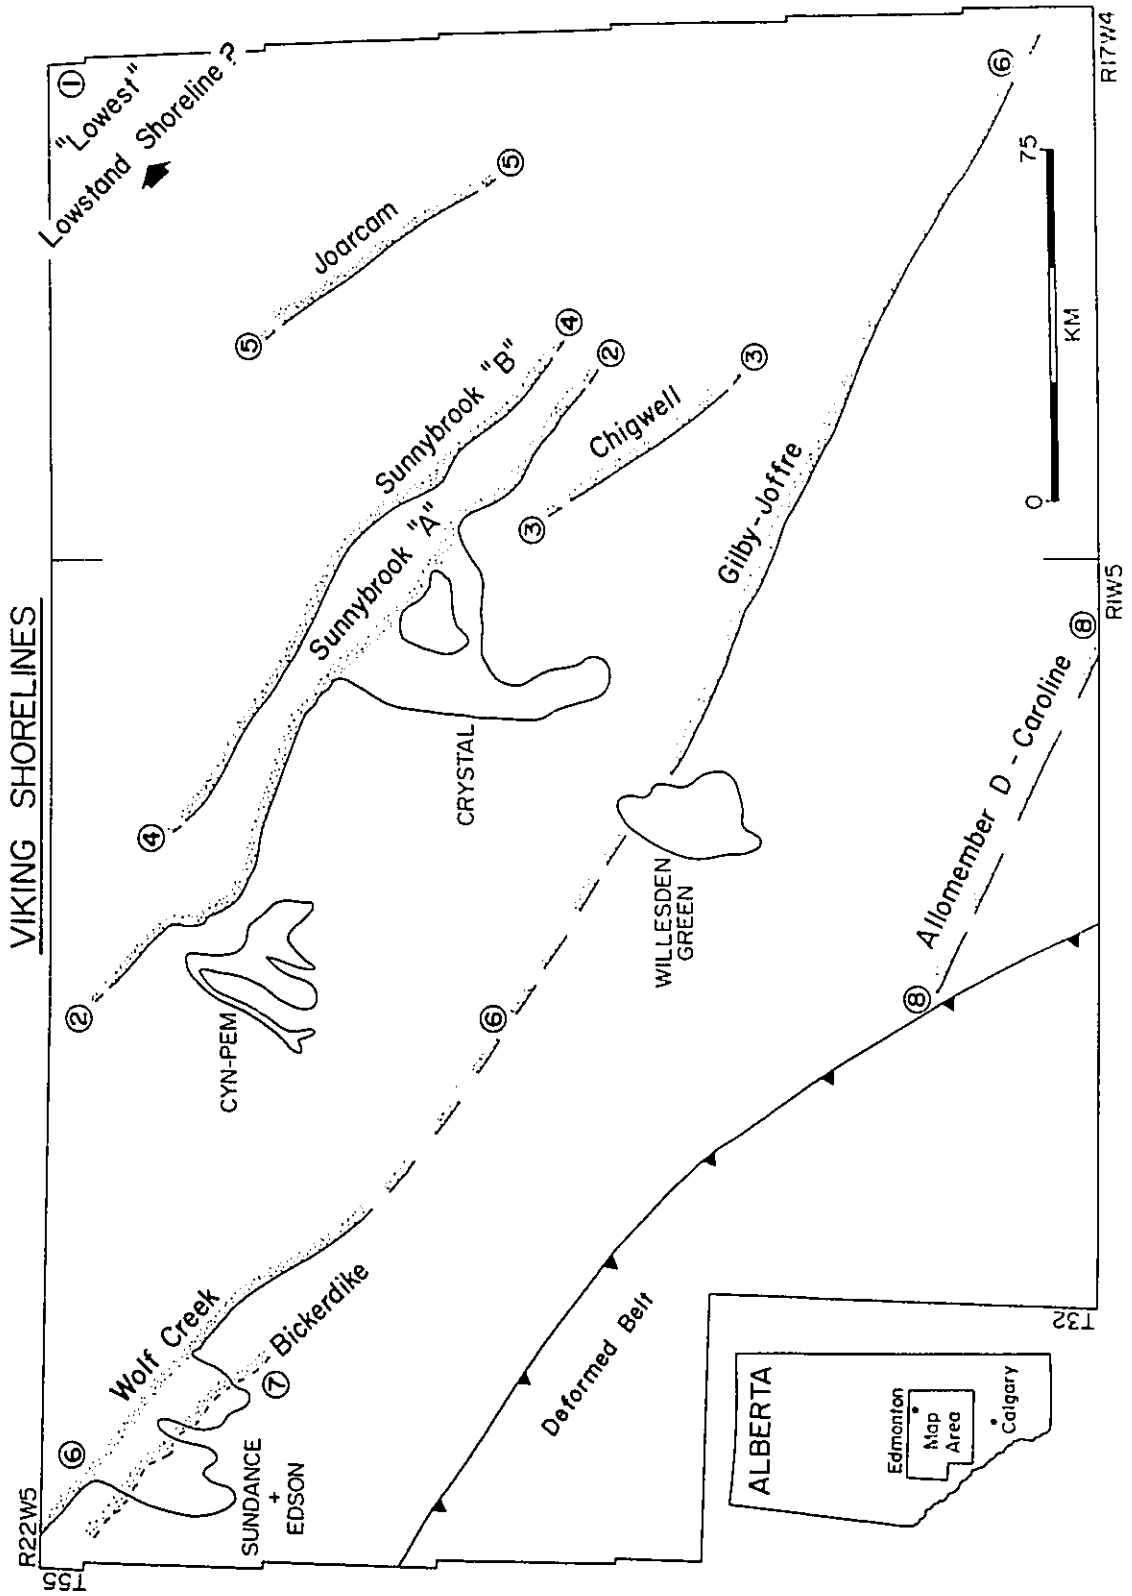 VIKING SHORELINES
R22W5
T55
①
"Lowest"
Lowstand Shoreline ?
⑤
Joarcam
⑤
④
Sunnybrook "B"
④
②
Sunnybrook "A"
②
③
Chigwell
③
CYN-PEM
CRYSTAL
⑥
Wolf Creek
Bickerdike
⑦
SUNDANCE
+
EDSON
⑥
WILLESDEN
GREEN
Gilby-Joffre
⑥
⑧
Allomember D - Caroline
⑧
Deformed Belt
0
75
KM
T32
R1W5
R17W4
ALBERTA
Edmonton
Map
Area
Calgary